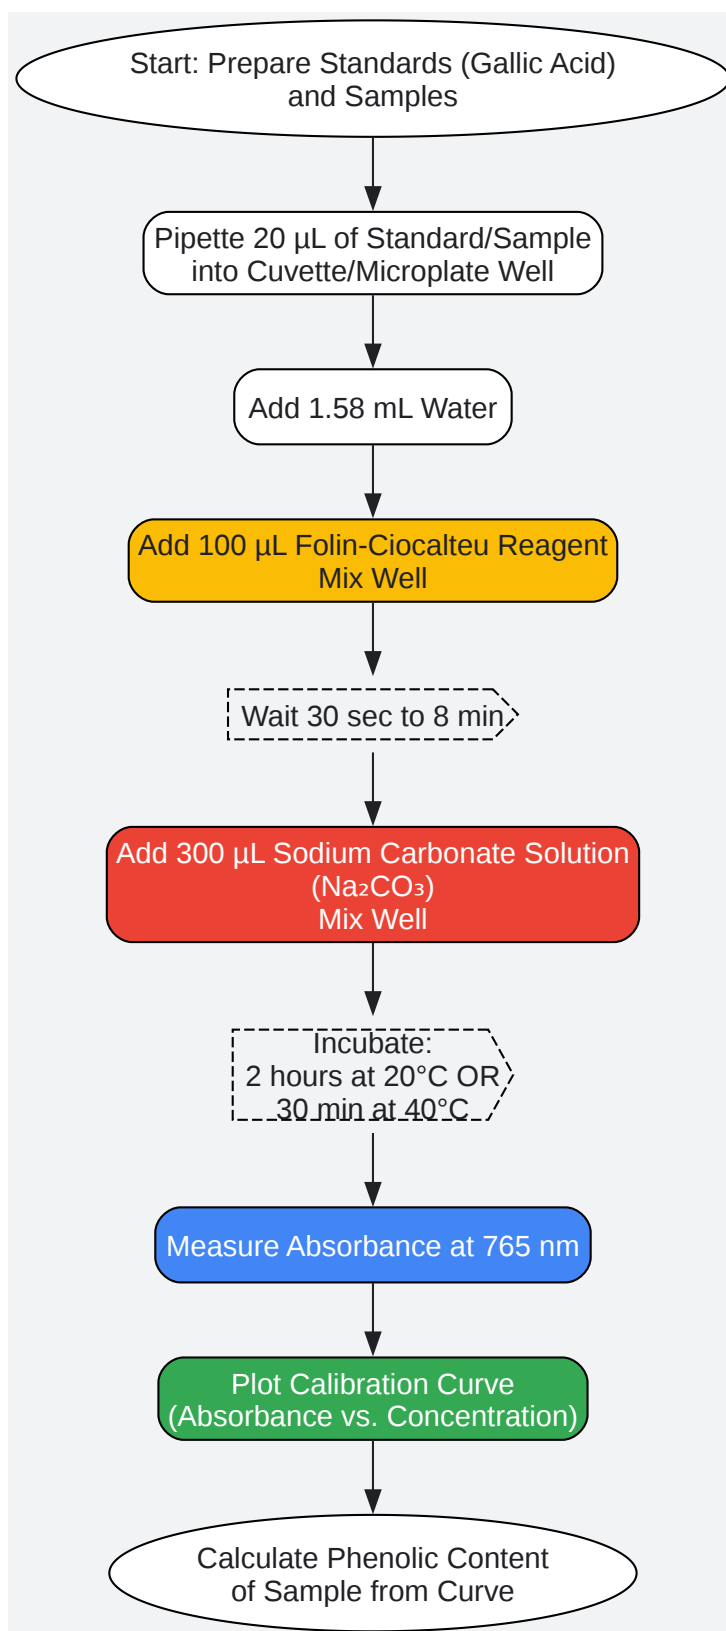 Start: Prepare Standards (Gallic Acid)
and Samples
Pipette 20 µL of Standard/Sample
into Cuvette/Microplate Well
Add 1.58 mL Water
Add 100 µL Folin-Ciocalteu Reagent
Mix Well
Wait 30 sec to 8 min
Add 300 µL Sodium Carbonate Solution
(Na₂CO₃)
Mix Well
Incubate:
2 hours at 20°C OR
30 min at 40°C
Measure Absorbance at 765 nm
Plot Calibration Curve
(Absorbance vs. Concentration)
Calculate Phenolic Content
of Sample from Curve